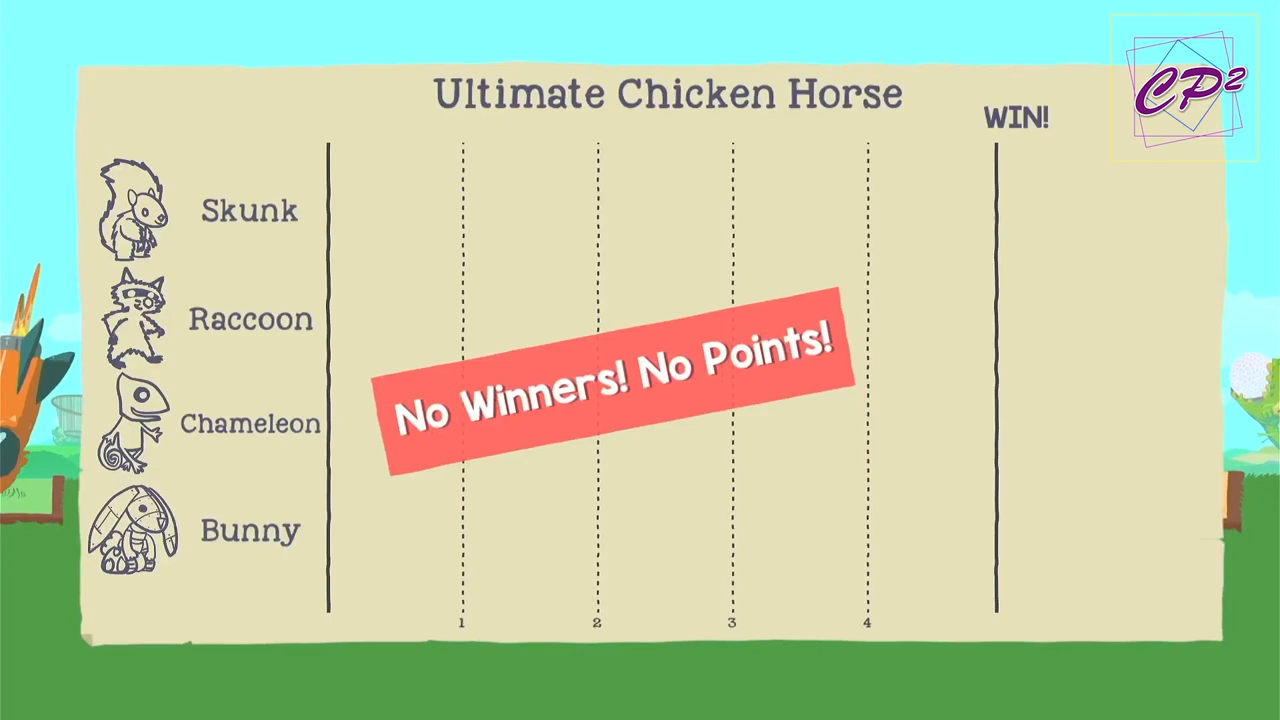 Ultimate Chicken Horse
WIN!
CP2
Skunk
Raccoon
Chameleon
Bunny
No Winners! No Points!
1 2 3 4